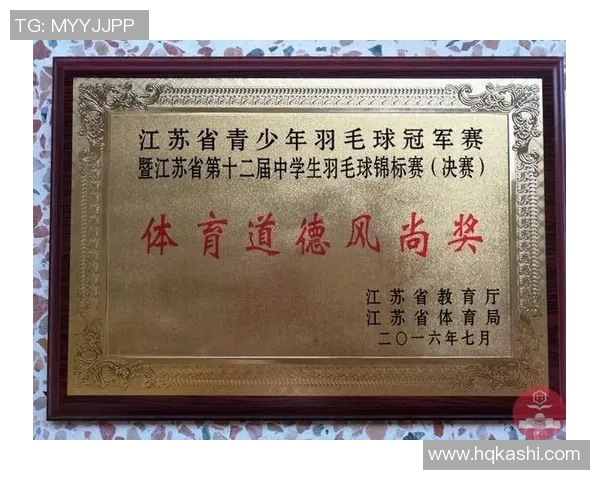 TG: MYYJJPP
江苏省青少年羽毛球冠军赛
暨江苏省第十二届中学生羽毛球锦标赛（决赛）
体育道德风尚奖
江苏省教育厅
江苏省体育局
二〇一六年七月
www.hqkashi.com